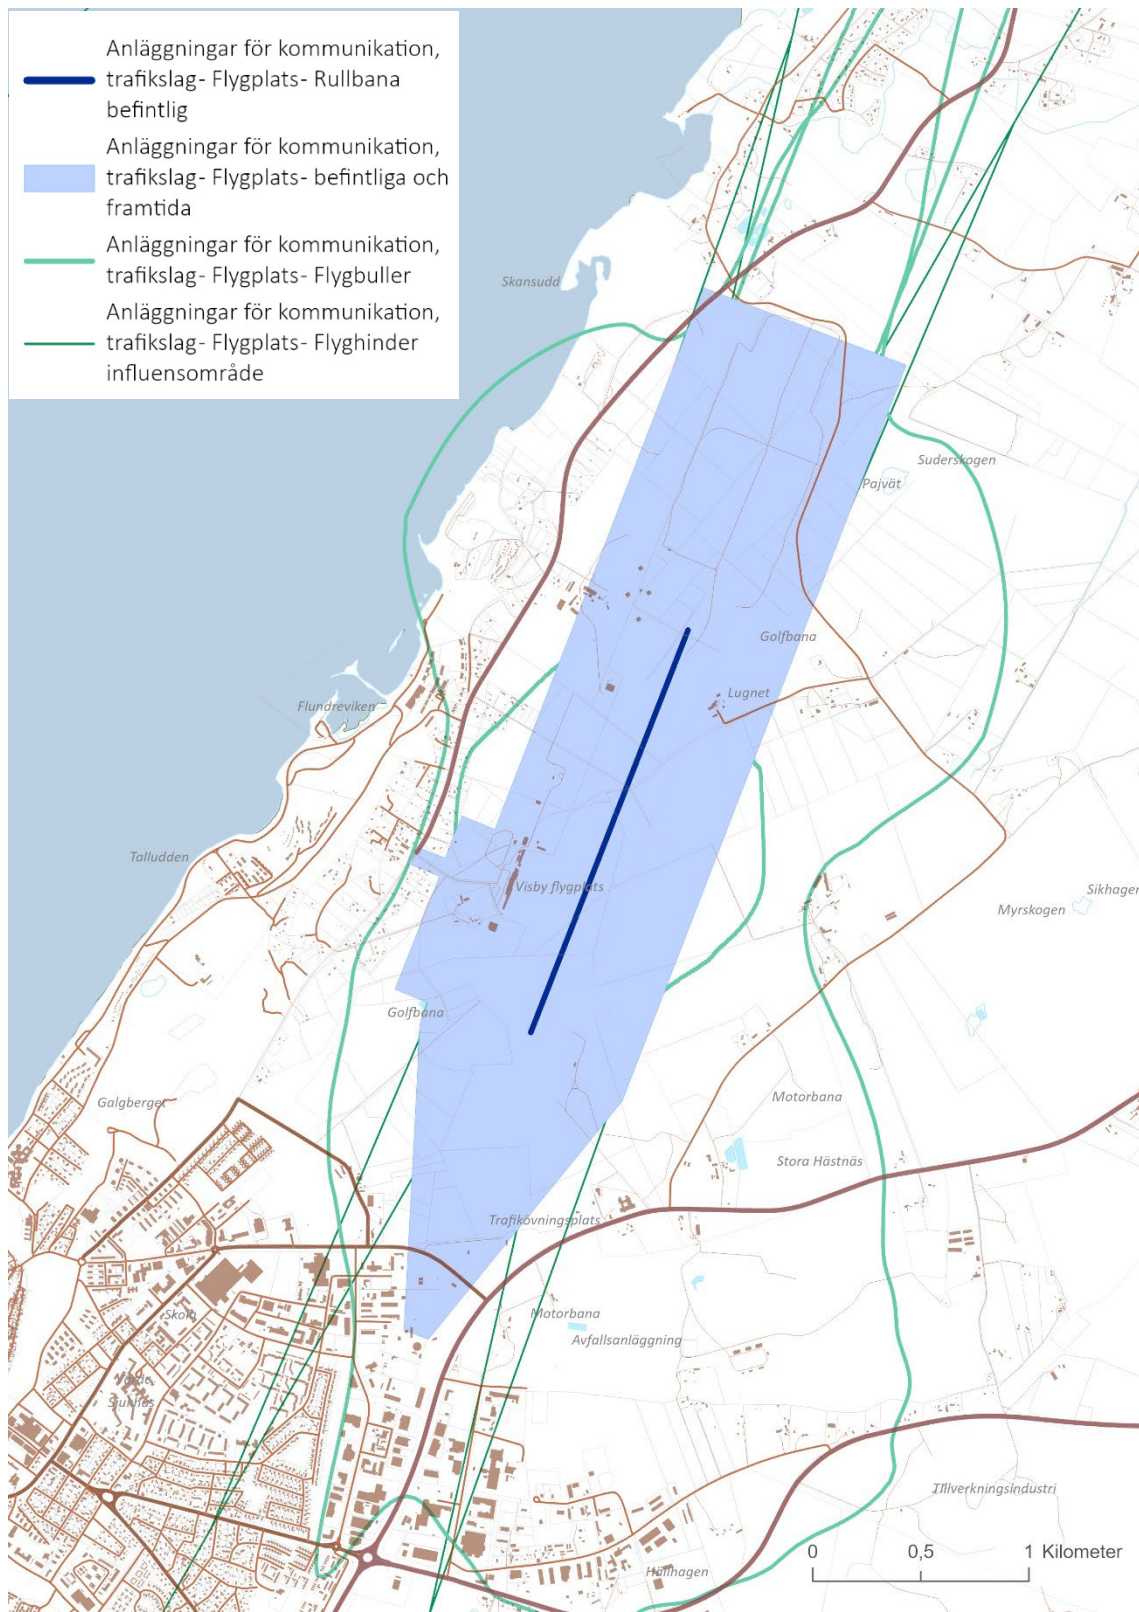 Anläggningar för kommunikation,
trafikslag- Flygplats- Rullbana
befintlig
Anläggningar för kommunikation,
trafikslag- Flygplats- befintliga och
framtida
Anläggningar för kommunikation,
trafikslag- Flygplats- Flygbuller
Anläggningar för kommunikation,
trafikslag- Flygplats- Flyghinder
influensområde
Skansudd
Suderskogen
Pajvät
Golfbana
Lugnet
Flundreviken
Talludden
Visby flygplats
Sikhagen
Myrskogen
Golfbana
Galgberget
Motorbana
Stora Hästnäs
Trafikövningsplats
Skola
Motorbana
Avfallsanläggning
Sjukhus
Tillverkningsindustri
Hällhagen
0 0,5 1 Kilometer